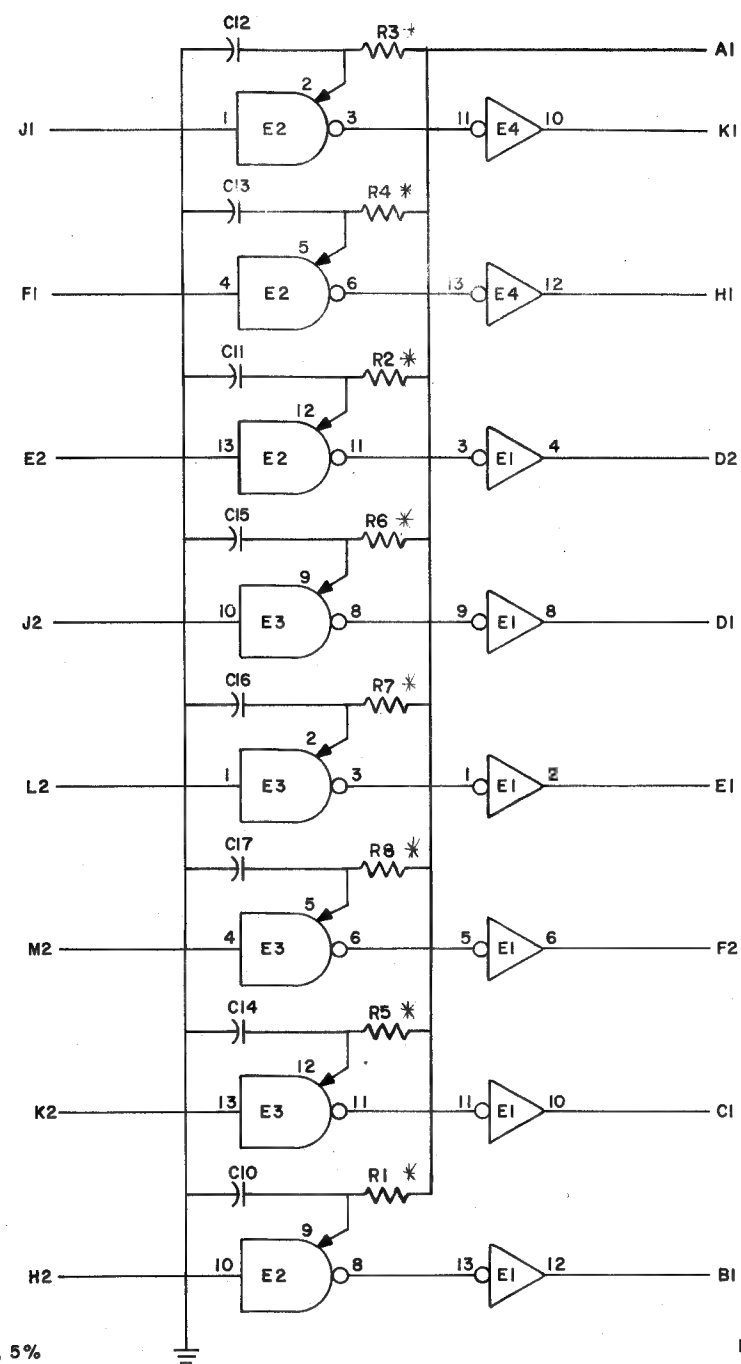 C12
R3 *
A1
2
J1
1
E2
3
11
E4
10
K1
C13
R4 *
5
F1
4
E2
6
13
E4
12
H1
C11
R2 *
12
E2
13
E2
11
3
E1
4
D2
C15
R6 *
9
J2
10
E3
8
9
E1
8
D1
C16
R7 *
2
L2
1
E3
3
1
E1
2
E1
C17
R8 *
5
M2
4
E3
6
5
E1
6
F2
C14
R5 *
12
K2
13
E3
11
11
E1
10
C1
C10
R1 *
9
H2
10
E2
8
13
E1
12
B1
, 5%